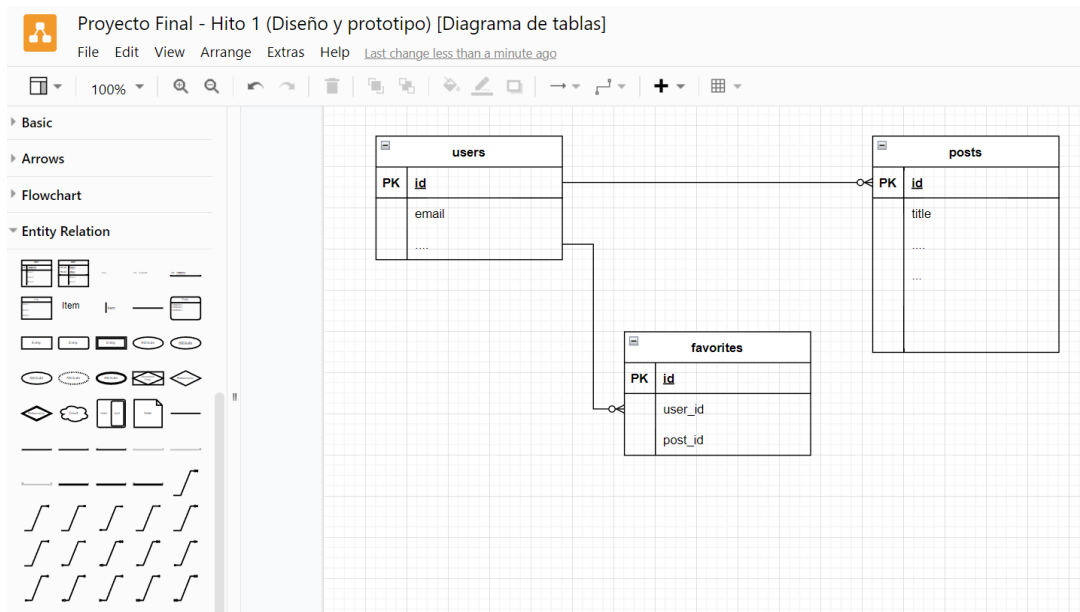 Proyecto Final - Hito 1 (Diseño y prototipo) [Diagrama de tablas]
File Edit View Arrange Extras Help Last change less than a minute ago
100%
Basic
Arrows
Flowchart
Entity Relation
Item
users
PK id
email
....
posts
PK id
title
....
...
favorites
PK id
user_id
post_id